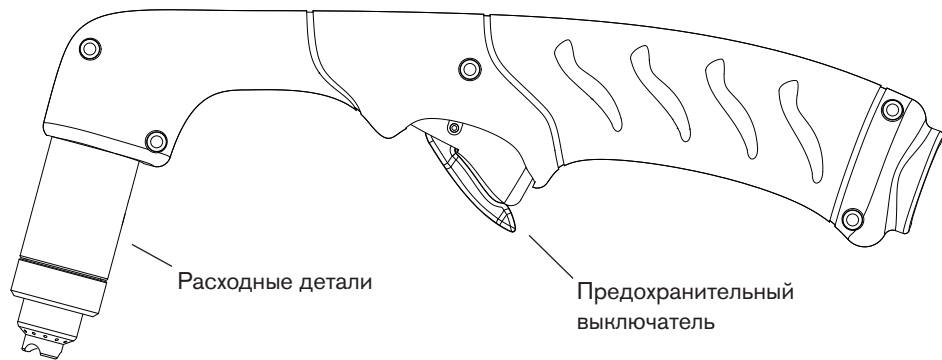 Расходные детали
Предохранительный
выключатель